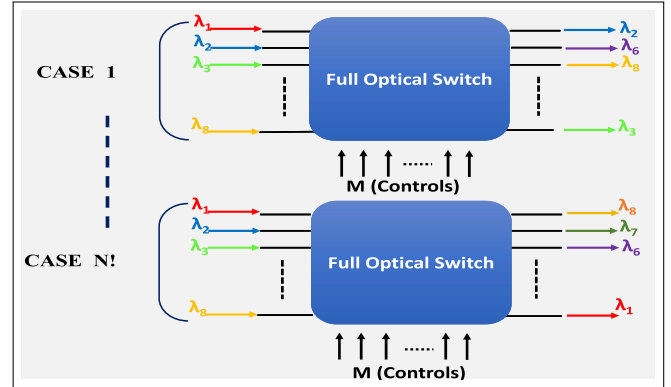 λ₁ λ₂
λ₂ λ₆
λ₃ λ₈
CASE 1
Full Optical Switch
λ₈ λ₃
M (Controls)
λ₁ λ₈
λ₂ λ₇
λ₃ λ₆
CASE N!
Full Optical Switch
λ₈ λ₁
M (Controls)